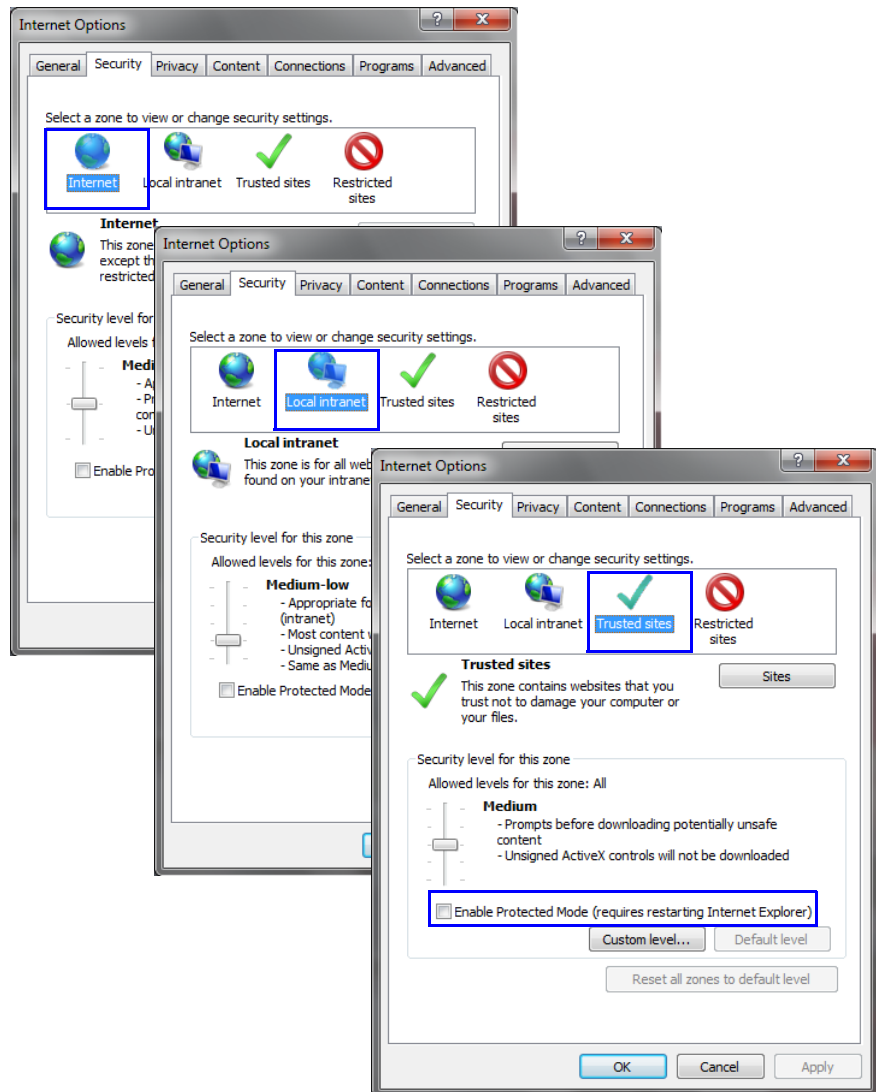 Internet Options
?
X
General Security Privacy Content Connections Programs Advanced
Select a zone to view or change security settings.
Internet Local intranet Trusted sites Restricted
sites
Internet
This zone
except th
restricted
Security level for
Allowed levels f
Medi
- A
- Pr
con
- U
Enable Pro
Internet Options
?
X
General Security Privacy Content Connections Programs Advanced
Select a zone to view or change security settings.
Internet Local intranet Trusted sites Restricted
sites
Local intranet
This zone is for all web
found on your intrane
Security level for this zone
Allowed levels for this zone:
Medium-low
- Appropriate fo
(intranet)
- Most content w
- Unsigned Activ
- Same as Mediu
Enable Protected Mode
Internet Options
?
X
General Security Privacy Content Connections Programs Advanced
Select a zone to view or change security settings.
Internet Local intranet Trusted sites Restricted
sites
Trusted sites
This zone contains websites that you
trust not to damage your computer or
your files.
Sites
Security level for this zone
Allowed levels for this zone: All
Medium
- Prompts before downloading potentially unsafe
content
- Unsigned ActiveX controls will not be downloaded
Enable Protected Mode (requires restarting Internet Explorer)
Custom level... Default level
Reset all zones to default level
OK Cancel Apply